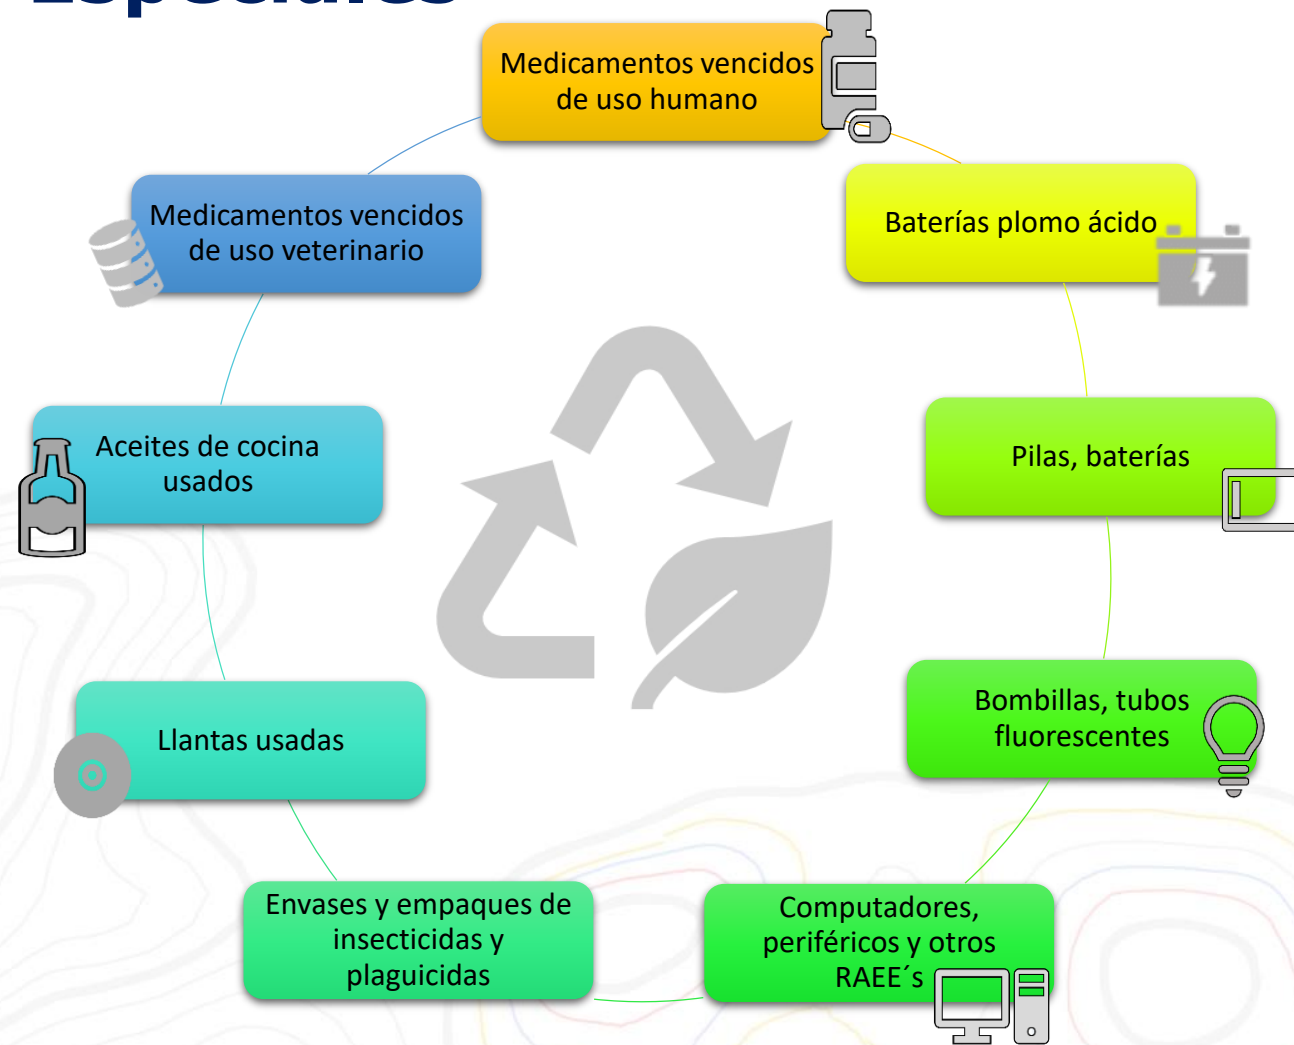 Especiales
Medicamentos vencidos
de uso humano
Baterías plomo ácido
Pilas, baterías
Bombillas, tubos
fluorescentes
Computadores,
periféricos y otros
RAEE´s
Envases y empaques de
insecticidas y
plaguicidas
Llantas usadas
Aceites de cocina
usados
Medicamentos vencidos
de uso veterinario